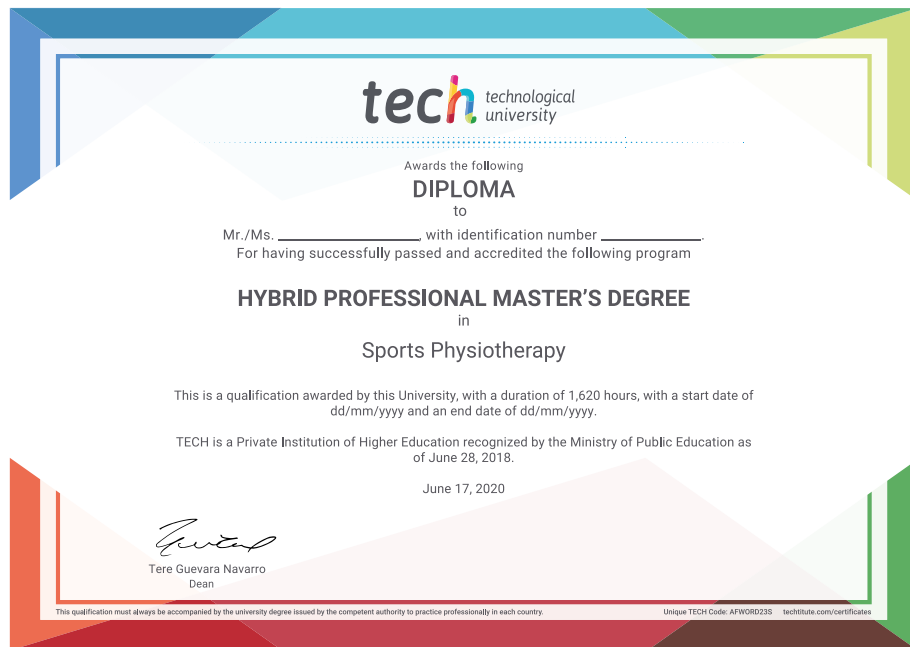 tech technological
university
Awards the following
DIPLOMA
to
Mr./Ms. ____________________, with identification number ______________.
For having successfully passed and accredited the following program
HYBRID PROFESSIONAL MASTER'S DEGREE
in
Sports Physiotherapy
This is a qualification awarded by this University, with a duration of 1,620 hours, with a start date of
dd/mm/yyyy and an end date of dd/mm/yyyy.
TECH is a Private Institution of Higher Education recognized by the Ministry of Public Education as
of June 28, 2018.
June 17, 2020
Tere Guevara Navarro
Dean
This qualification must always be accompanied by the university degree issued by the competent authority to practice professionally in each country.
Unique TECH Code: AFWORD23S techtitute.com/certificates